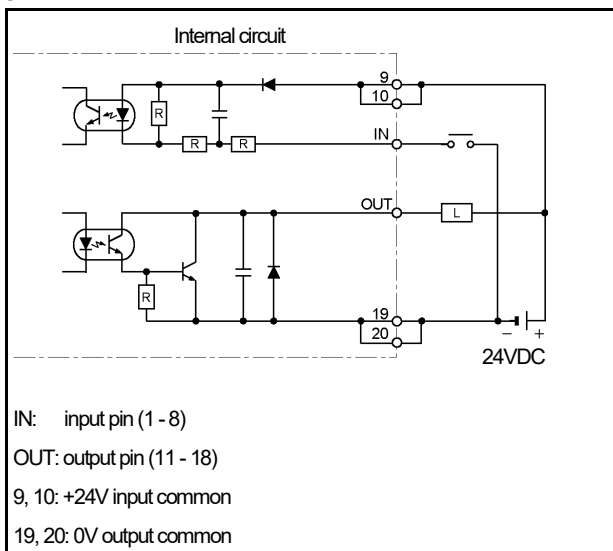 Internal circuit
9
10
R
IN
R
R
OUT
L
R
19
20
- +
24VDC
IN: input pin (1 - 8)
OUT: output pin (11 - 18)
9, 10: +24V input common
19, 20: 0V output common